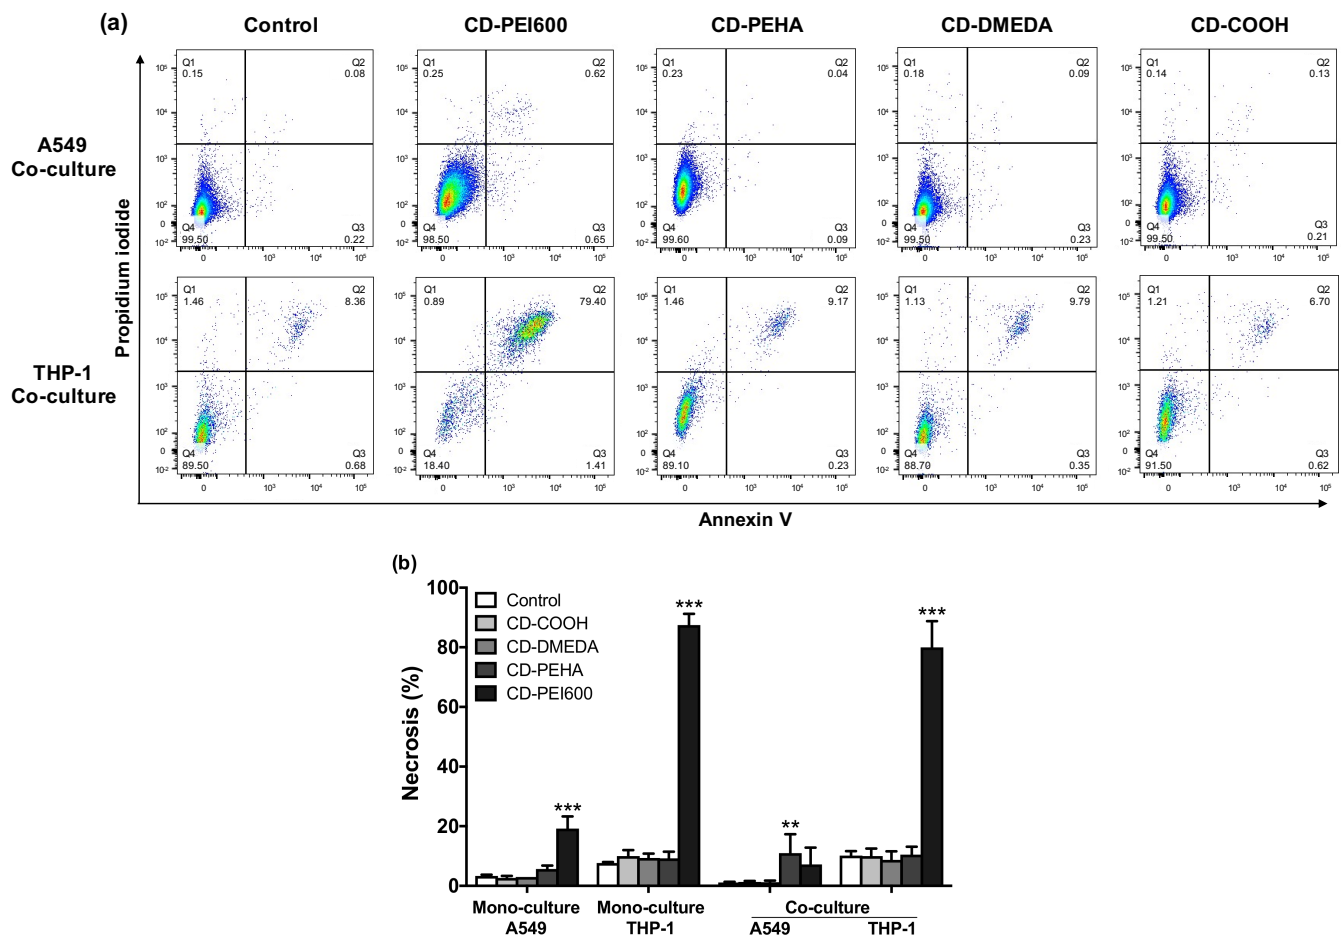 (a)
Control
CD-PEI600
CD-PEHA
CD-DMEDA
CD-COOH
A549
Co-culture
Q1
0.15
Q2
0.08
Q4
99.50
Q3
0.22
Q1
0.25
Q2
0.62
Q4
98.50
Q3
0.65
Q1
0.23
Q2
0.04
Q4
99.60
Q3
0.09
Q1
0.18
Q2
0.09
Q4
99.50
Q3
0.23
Q1
0.14
Q2
0.13
Q4
99.50
Q3
0.21
THP-1
Co-culture
Q1
1.46
Q2
8.36
Q4
89.50
Q3
0.68
Q1
0.89
Q2
79.40
Q4
18.40
Q3
1.41
Q1
1.46
Q2
9.17
Q4
89.10
Q3
0.23
Q1
1.13
Q2
9.79
Q4
88.70
Q3
0.35
Q1
1.21
Q2
6.70
Q4
91.50
Q3
0.62
Propidium iodide
Annexin V
(b)
Necrosis (%)
100
80
60
40
20
0
Control
CD-COOH
CD-DMEDA
CD-PEHA
CD-PEI600
***
***
**
***
Mono-culture
A549
Mono-culture
THP-1
Co-culture
A549
THP-1